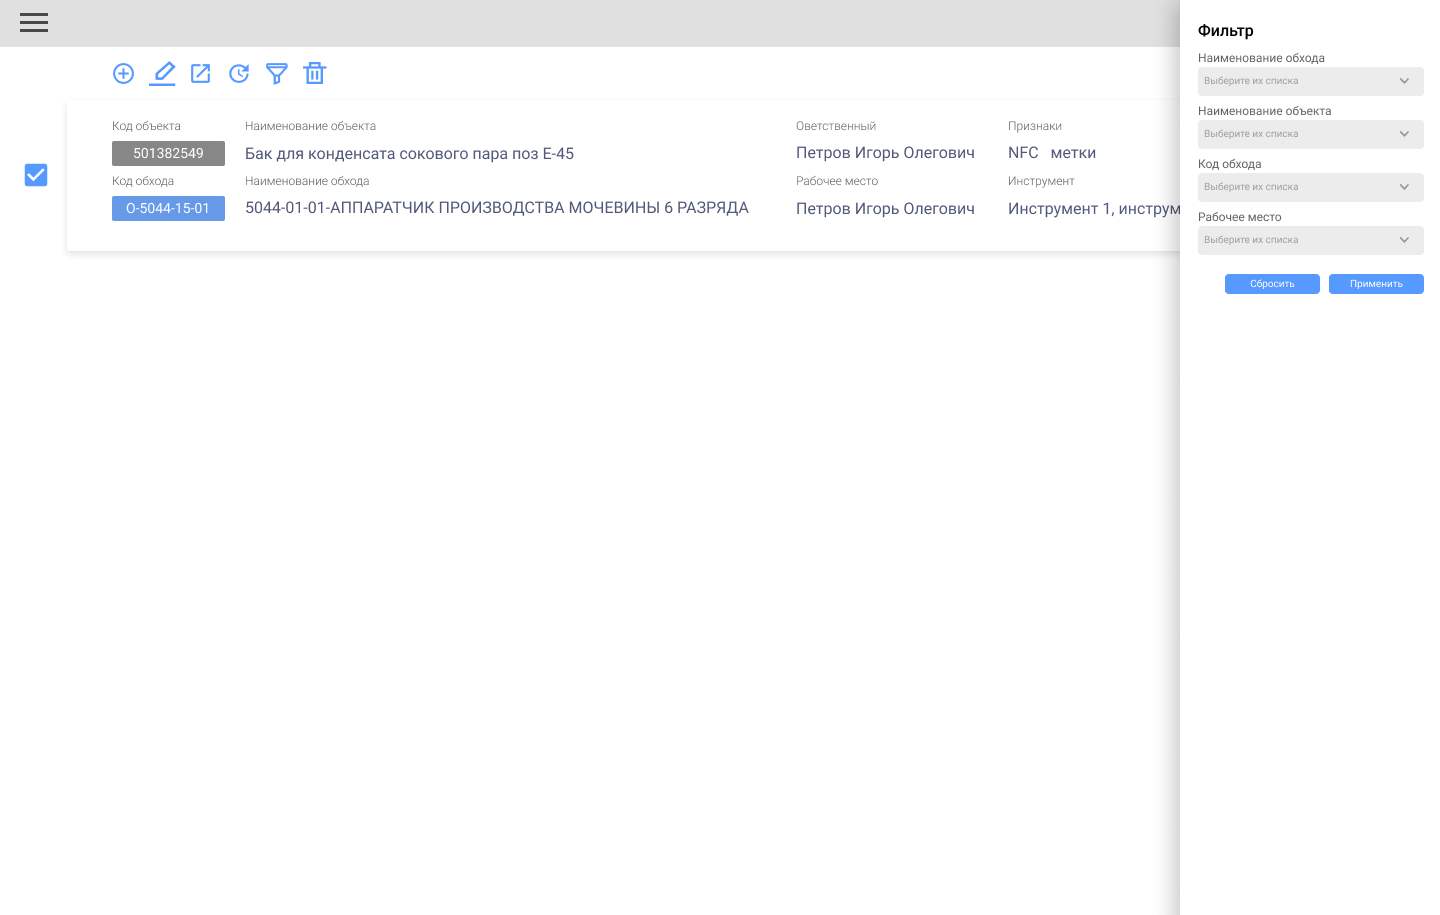 Код объекта Наименование объекта Оветственный Признаки
501382549 Бак для конденсата сокового пара поз Е-45 Петров Игорь Олегович NFC метки
Код обхода Наименование обхода Рабочее место Инструмент
О-5044-15-01 5044-01-01-АППАРАТЧИК ПРОИЗВОДСТВА МОЧЕВИНЫ 6 РАЗРЯДА Петров Игорь Олегович Инструмент 1, инструм
Фильтр
Наименование обхода
Выберите их списка
Наименование объекта
Выберите их списка
Код обхода
Выберите их списка
Рабочее место
Выберите их списка
Сбросить Применить